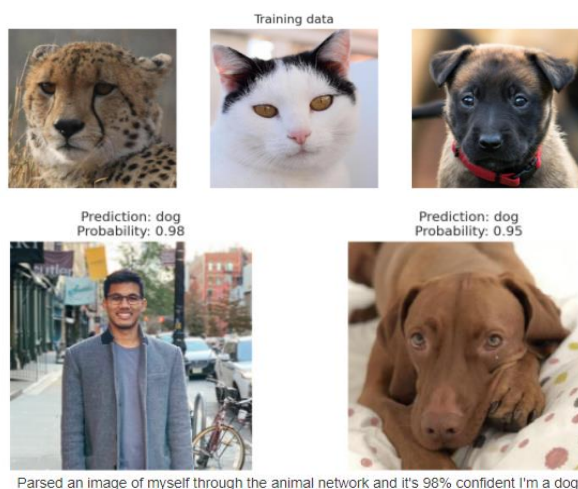 Training data
Prediction: dog
Probability: 0.98
Prediction: dog
Probability: 0.95
Parsed an image of myself through the animal network and it's 98% confident I'm a dog